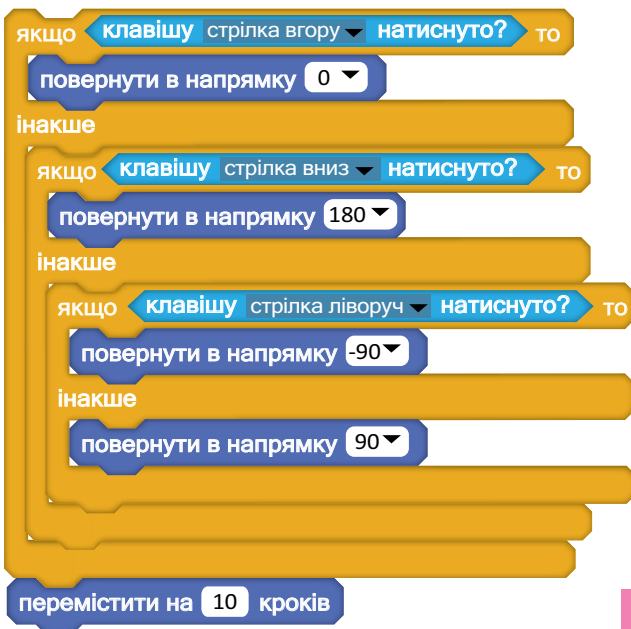 якщо клавішу стрілка вгору натиснуто? то
повернути в напрямку 0
інакше
якщо клавішу стрілка вниз натиснуто? то
повернути в напрямку 180
інакше
якщо клавішу стрілка ліворуч натиснуто? то
повернути в напрямку -90
інакше
повернути в напрямку 90
перемістити на 10 кроків